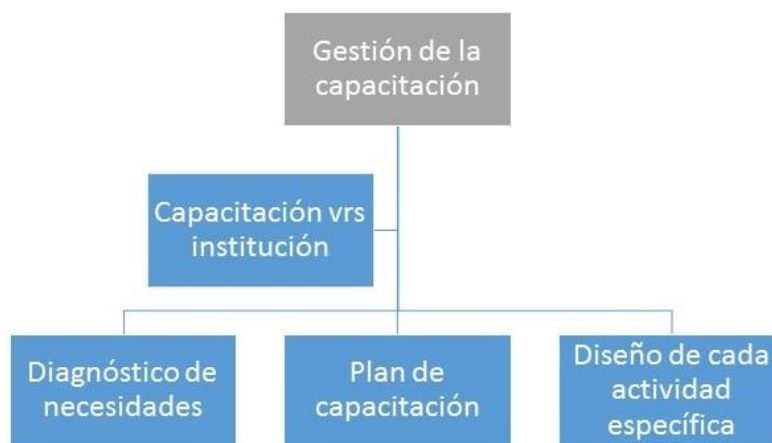 Gestión de la
capacitación
Capacitación vrs
institución
Diagnóstico de
necesidades
Plan de
capacitación
Diseño de cada
actividad
específica